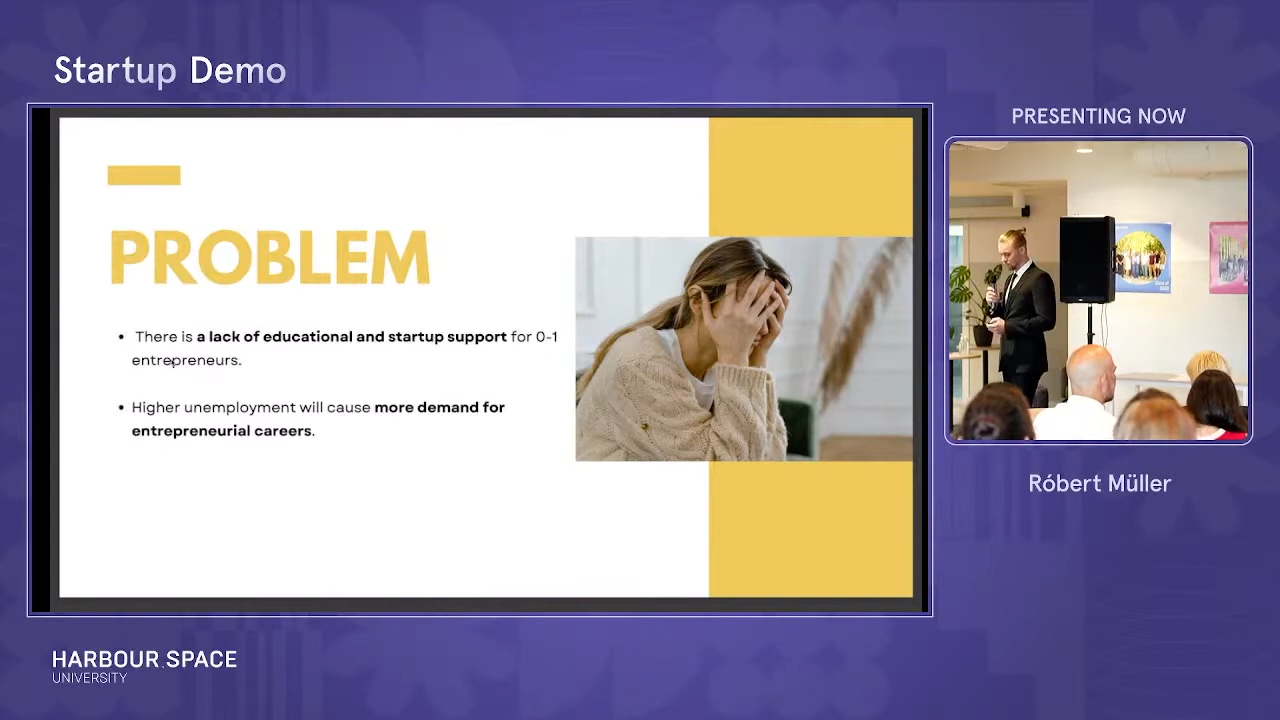 Startup Demo
PRESENTING NOW
PROBLEM
• There is a lack of educational and startup support for 0-1
entrepreneurs.
• Higher unemployment will cause more demand for
entrepreneurial careers.
Róbert Müller
HARBOUR.SPACE
UNIVERSITY